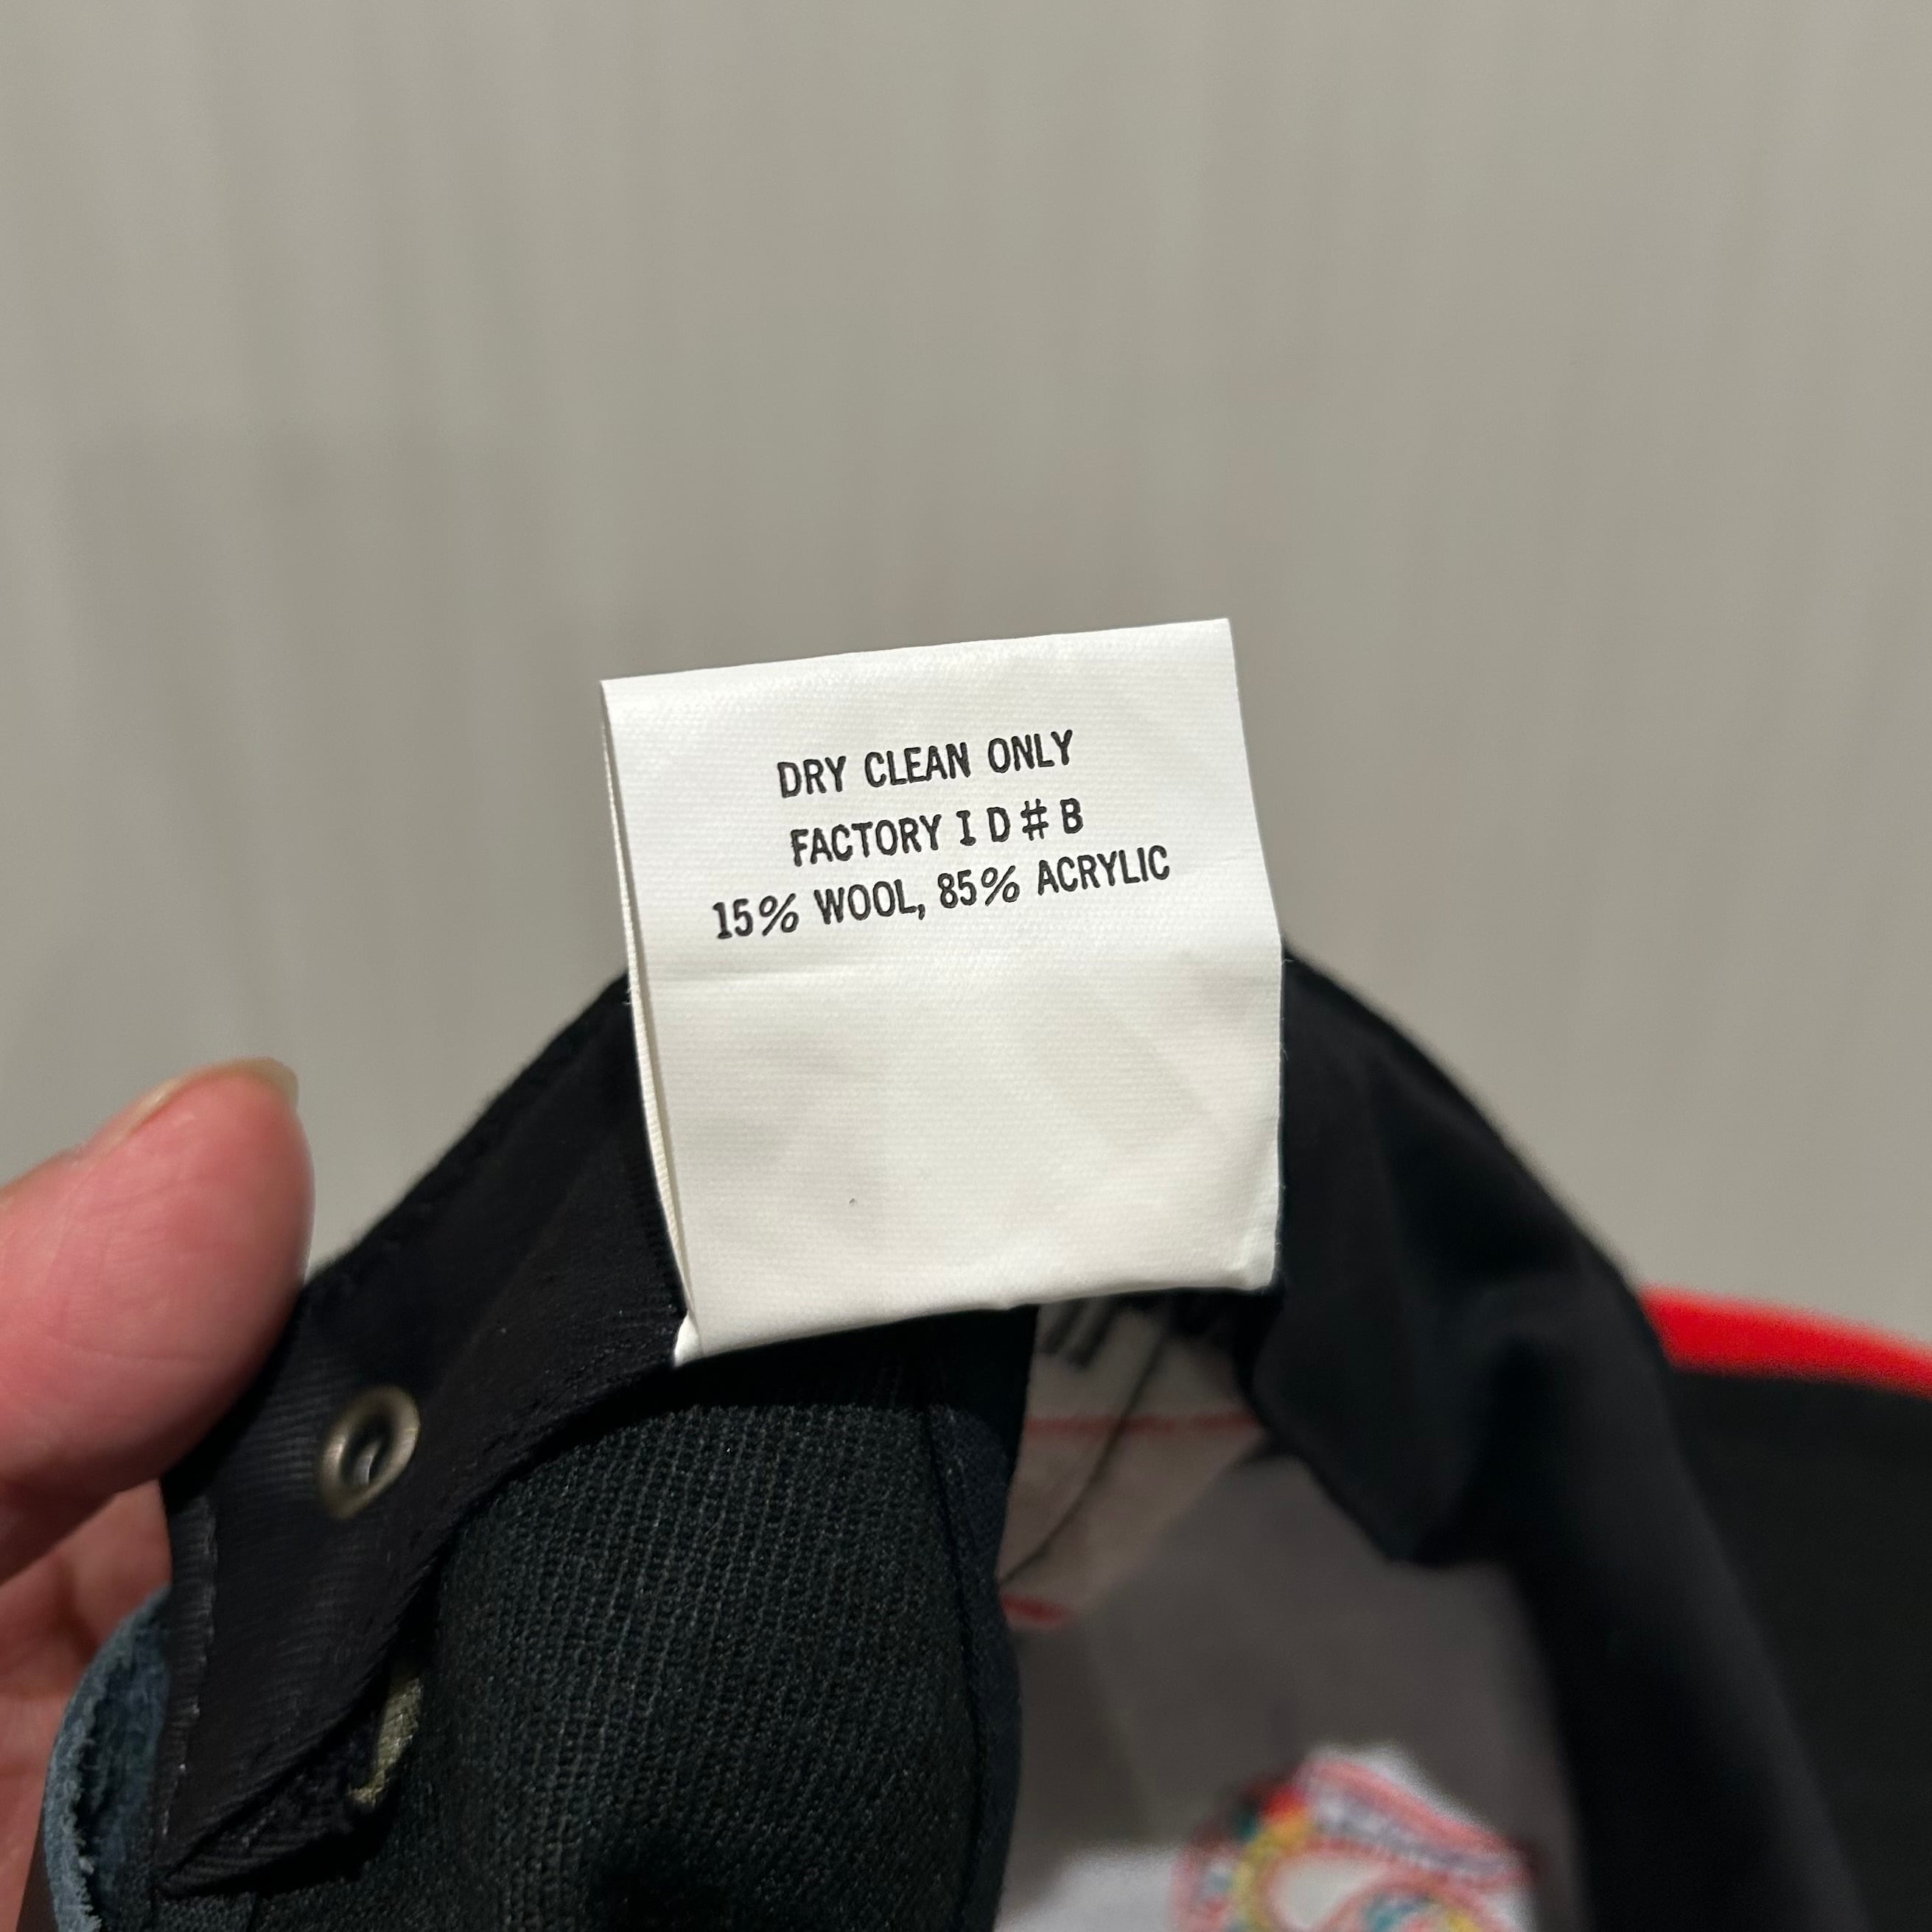 DRY CLEAN ONLY
FACTORY I D # B
15% WOOL, 85% ACRYLIC